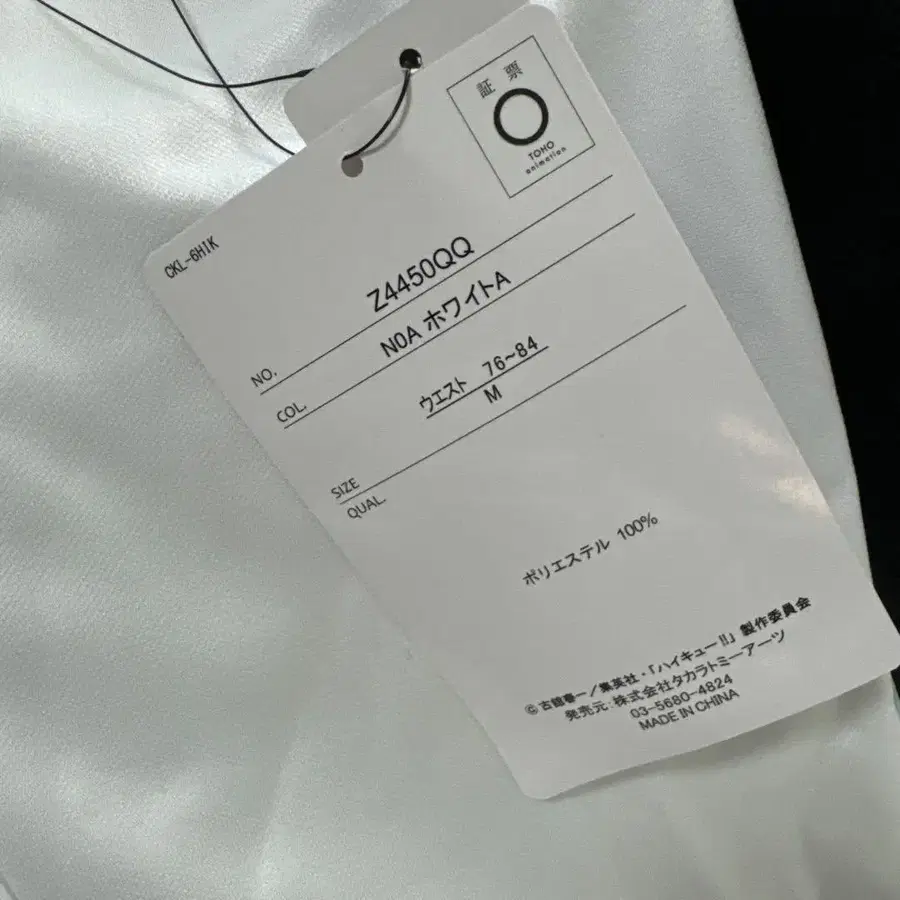 証票
TOHO
animation
CKL-6HIK
NO. Z4450QQ
COL. N0A ホワイトA
ウエスト 76~84
SIZE M
QUAL.
ポリエステル 100%
© 古舘春一/集英社・「ハイキュー!!」製作委員会
発売元:株式会社タカラトミーアーツ
03-5680-4824
MADE IN CHINA